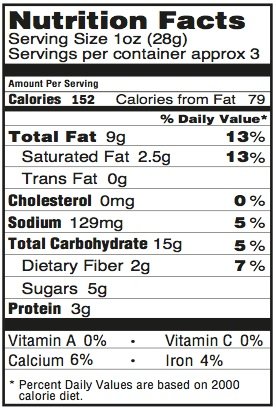 Nutrition Facts
Serving Size 1oz (28g)
Servings per container approx 3
Amount Per Serving
Calories 152 Calories from Fat 79
% Daily Value*
Total Fat 9g 13%
Saturated Fat 2.5g 13%
Trans Fat 0g
Cholesterol 0mg 0%
Sodium 129mg 5%
Total Carbohydrate 15g 5%
Dietary Fiber 2g 7%
Sugars 5g
Protein 3g
Vitamin A 0% • Vitamin C 0%
Calcium 6% • Iron 4%
* Percent Daily Values are based on 2000
calorie diet.